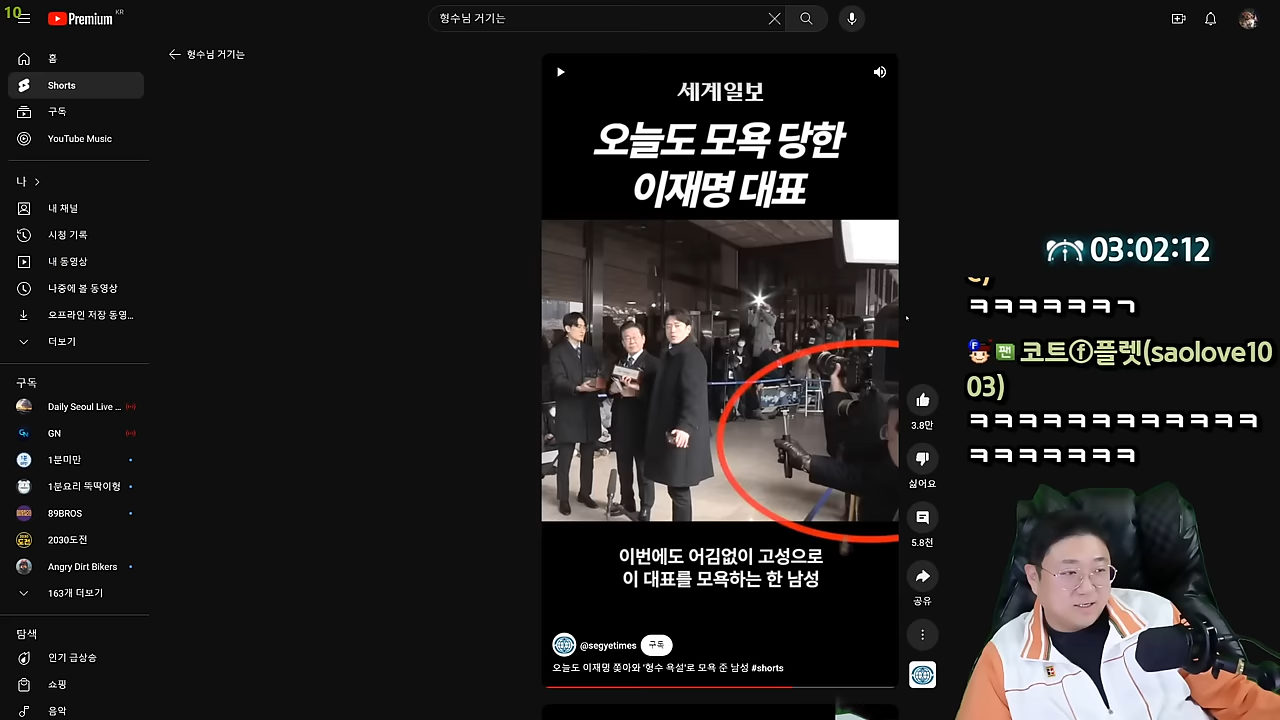 10
Premium KR
형수님 거기는
홈
Shorts
구독
YouTube Music
나
내 채널
시청 기록
내 동영상
나중에 볼 동영상
오프라인 저장 동영...
더보기
구독
Daily Seoul Live ...
GN
1분미만
1분요리 뚝딱이형
89BROS
2030도전
Angry Dirt Bikers
163개 더보기
탐색
인기 급상승
쇼핑
음악
형수님 거기는
세계일보
오늘도 모욕 당한
이재명 대표
이번에도 어김없이 고성으로
이 대표를 모욕하는 한 남성
@segyetimes 구독
오늘도 이재명 쫓아와 '형수 욕설'로 모욕 준 남성 #shorts
3.8만
싫어요
5.8천
공유
03:02:12
ㅋㅋㅋㅋㅋㅋㄱ
팬 코트ⓕ플렛(saolove10
03)
ㅋㅋㅋㅋㅋㅋㅋㅋㅋㅋㅋㅋ
ㅋㅋㅋㅋㅋㅋㅋ